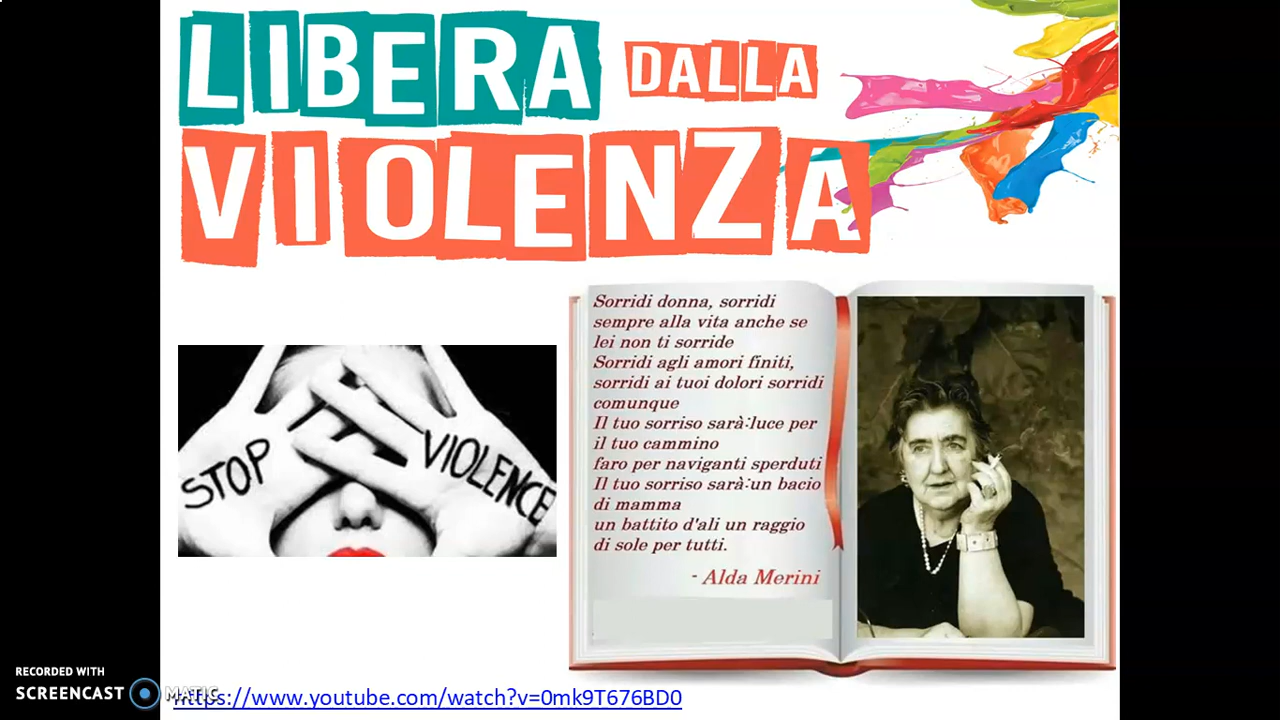 LIBERA DALLA
VIOLENZA
Sorridi donna, sorridi
sempre alla vita anche se
lei non ti sorride
Sorridi agli amori finiti,
sorridi ai tuoi dolori sorridi
comunque
Il tuo sorriso sarà:luce per
il tuo cammino
faro per naviganti sperduti
Il tuo sorriso sarà:un bacio
di mamma
un battito d'ali un raggio
di sole per tutti.
- Alda Merini
STOP VIOLENCE
RECORDED WITH
SCREENCAST MATIC
https://www.youtube.com/watch?v=0mk9T676BD0